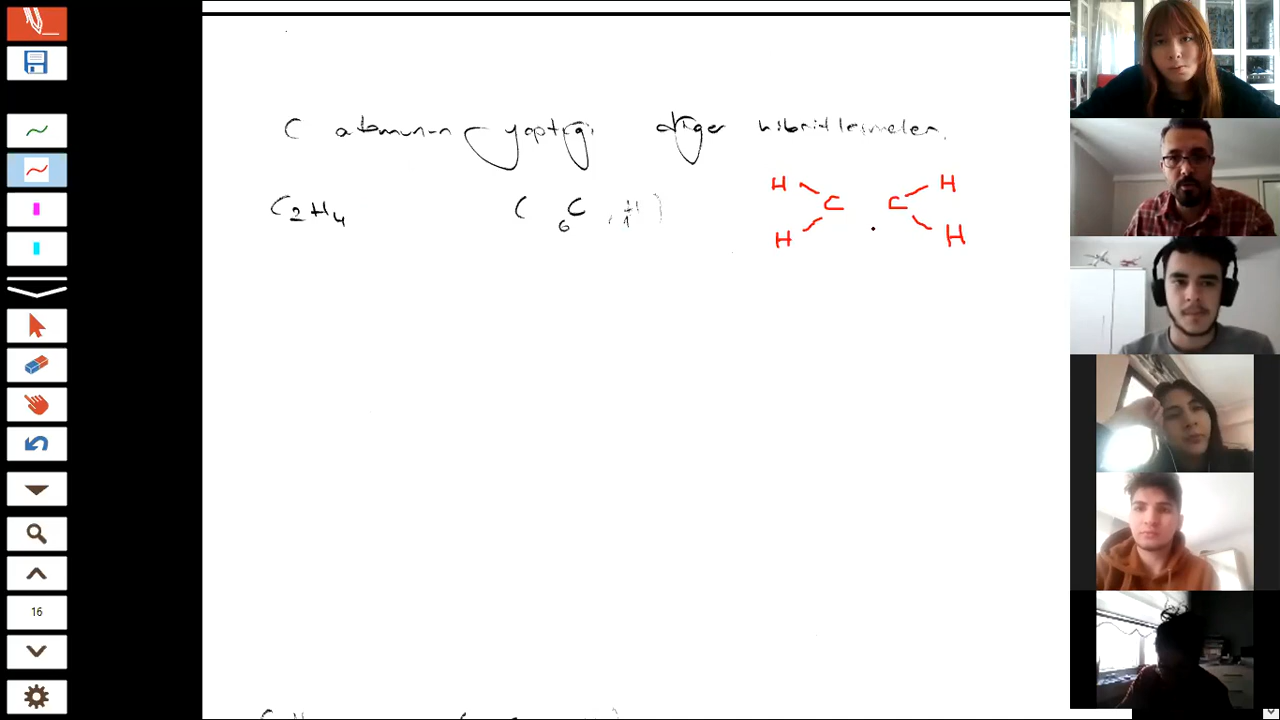 C atomunun yaptığı diğer hibritleşmeler.
C2H4 ( 6C , 1H )
H H
C C
H H
16